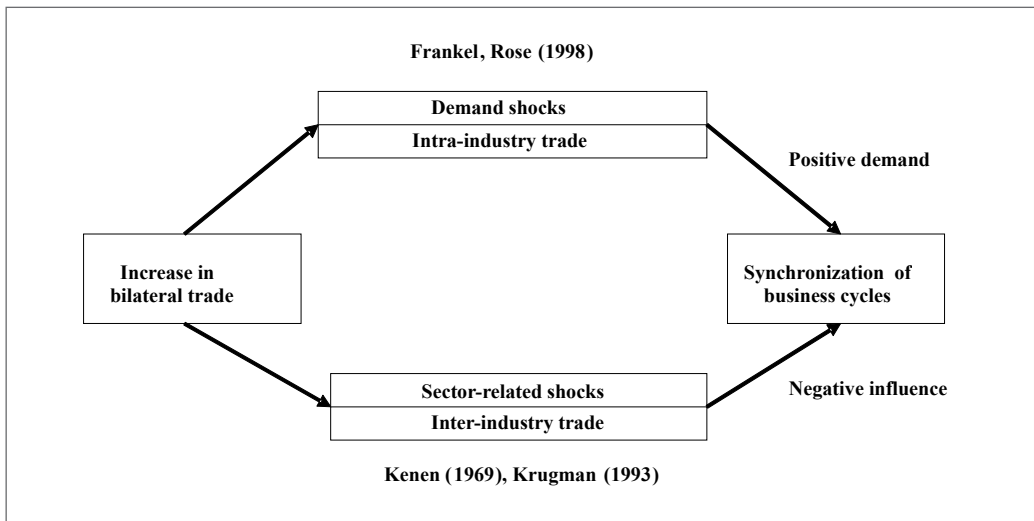 Frankel, Rose (1998)
Demand shocks
Intra-industry trade
Positive demand
Increase in
bilateral trade
Synchronization of
business cycles
Sector-related shocks
Inter-industry trade
Negative influence
Kenen (1969), Krugman (1993)